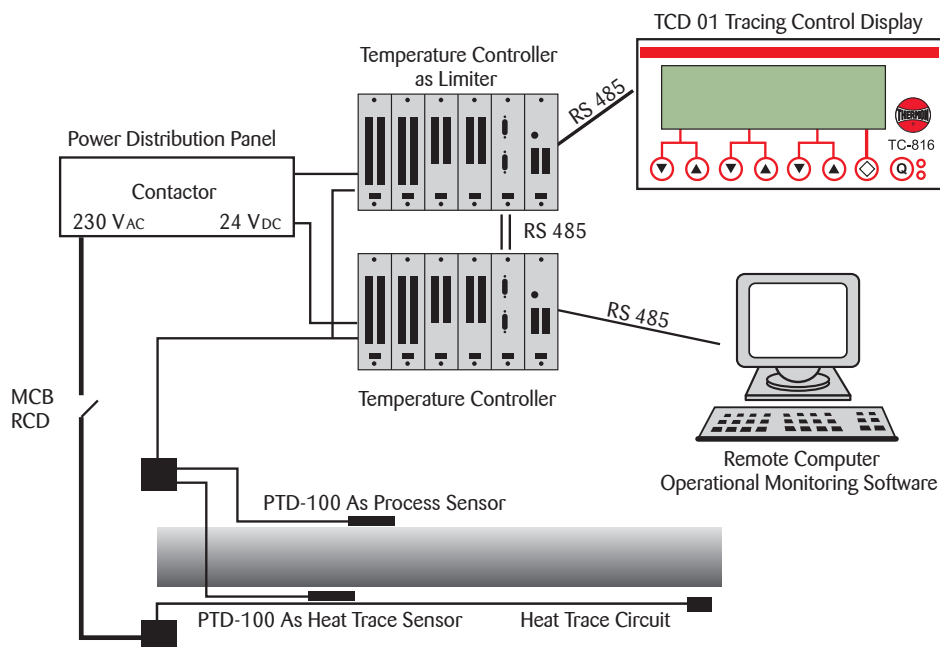 TCD 01 Tracing Control Display
Temperature Controller
as Limiter
RS 485
THERMON
TC-816
Q
Power Distribution Panel
Contactor
230 VAC
24 VDC
RS 485
RS 485
MCB
RCD
Temperature Controller
Remote Computer
Operational Monitoring Software
PTD-100 As Process Sensor
PTD-100 As Heat Trace Sensor
Heat Trace Circuit